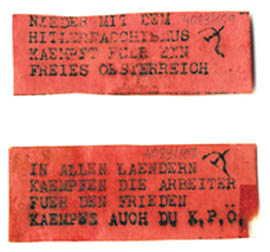 NIEDER MIT DEM
HITLERFASCHISMUS
KAEMPFT FUER EIN
FREIES OESTERREICH
IN ALLEN LAENDERN
KAEMPFEN DIE ARBEITER
FUER DEN FRIEDEN
KAEMPFE AUCH DU K.P.Ö.